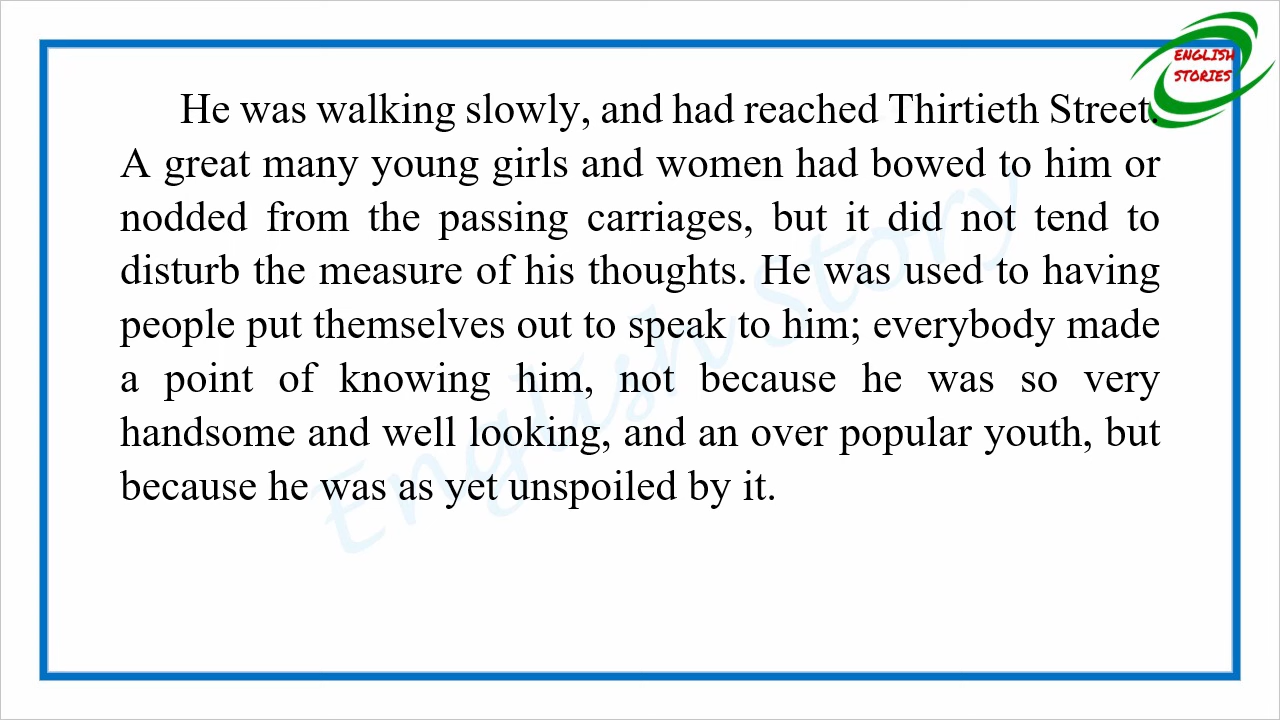 ENGLISH
STORIES
He was walking slowly, and had reached Thirtieth Street.
A great many young girls and women had bowed to him or
nodded from the passing carriages, but it did not tend to
disturb the measure of his thoughts. He was used to having
people put themselves out to speak to him; everybody made
a point of knowing him, not because he was so very
handsome and well looking, and an over popular youth, but
because he was as yet unspoiled by it.
English Story